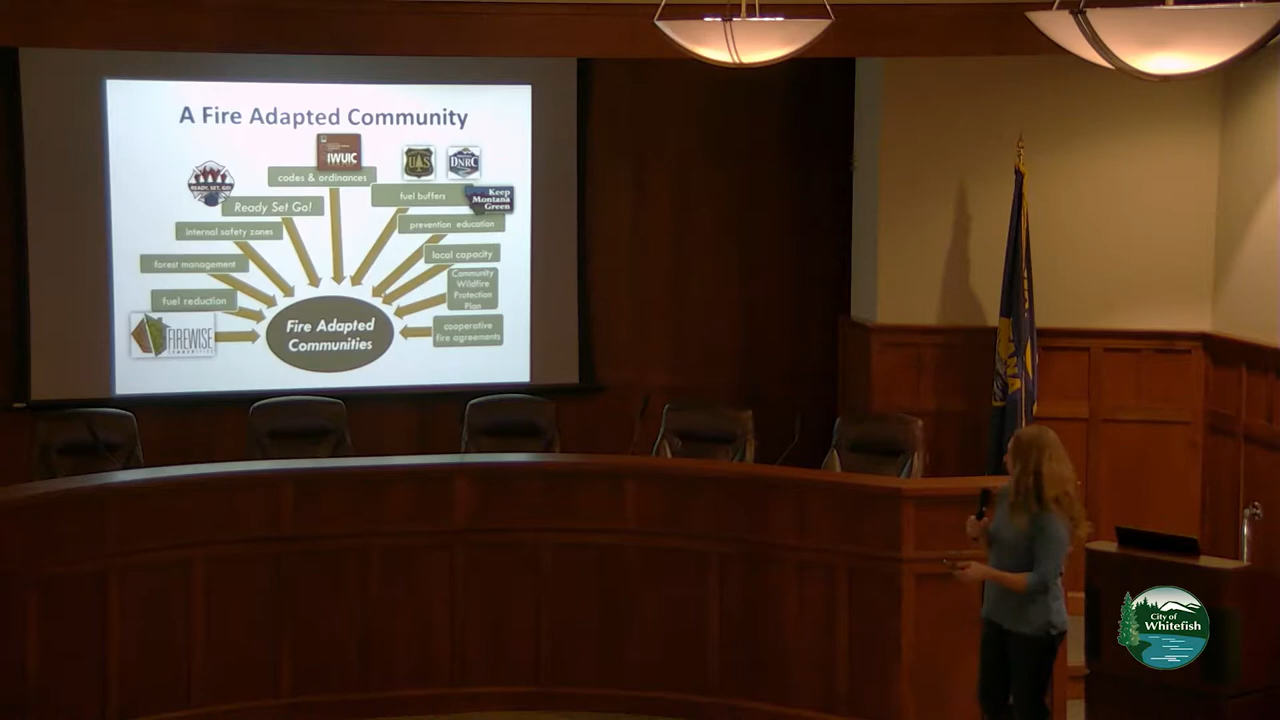 A Fire Adapted Community
IWUIC
UAS
DNRC
READY, SET, GO!
codes & ordinances
fuel buffers
Keep
Montana
Green
Ready Set Go!
prevention education
internal safety zones
local capacity
forest management
Community
Wildfire
Protection
Plan
fuel reduction
FIREWISE
COMMUNITIES
Fire Adapted
Communities
cooperative
fire agreements
City of
Whitefish